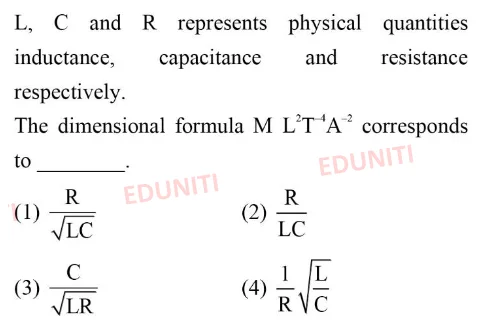 L, C and R represents physical quantities
inductance, capacitance and resistance
respectively.
The dimensional formula M L²T⁻⁴A⁻² corresponds
to ________.
EDUNITI
EDUNITI
(1) R/√LC (2) R/LC
(3) C/√LR (4) 1/R √L/C